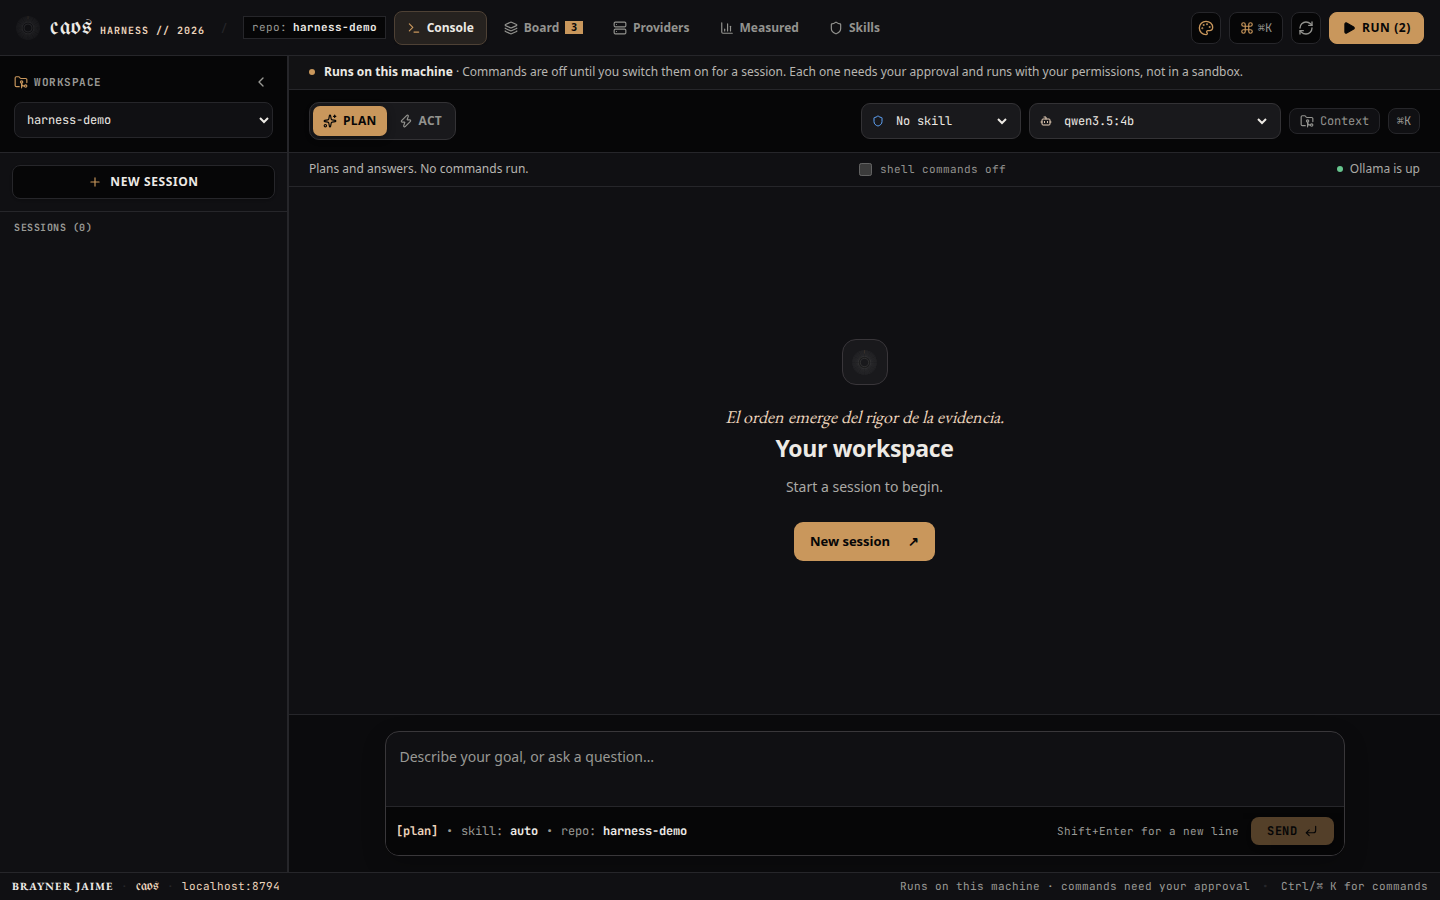 caos HARNESS // 2026 / repo: harness-demo Console Board 3 Providers Measured Skills ⌘K RUN (2)
WORKSPACE
harness-demo
NEW SESSION
SESSIONS (0)
Runs on this machine · Commands are off until you switch them on for a session. Each one needs your approval and runs with your permissions, not in a sandbox.
PLAN ACT No skill qwen3.5:4b Context ⌘K
Plans and answers. No commands run. shell commands off Ollama is up
El orden emerge del rigor de la evidencia.
Your workspace
Start a session to begin.
New session ↗
Describe your goal, or ask a question...
[plan] • skill: auto • repo: harness-demo Shift+Enter for a new line SEND
BRAYNER JAIME · caos · localhost:8794 Runs on this machine · commands need your approval · Ctrl/⌘ K for commands